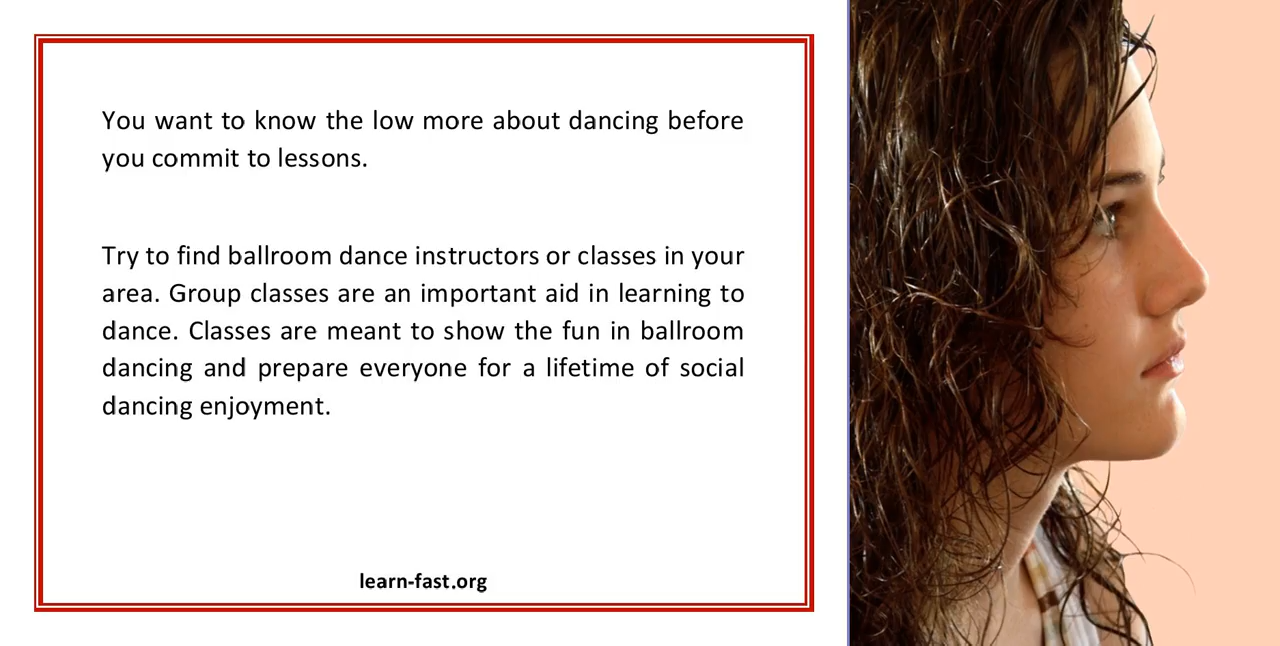 You want to know the low more about dancing before
you commit to lessons.
Try to find ballroom dance instructors or classes in your
area. Group classes are an important aid in learning to
dance. Classes are meant to show the fun in ballroom
dancing and prepare everyone for a lifetime of social
dancing enjoyment.
learn-fast.org